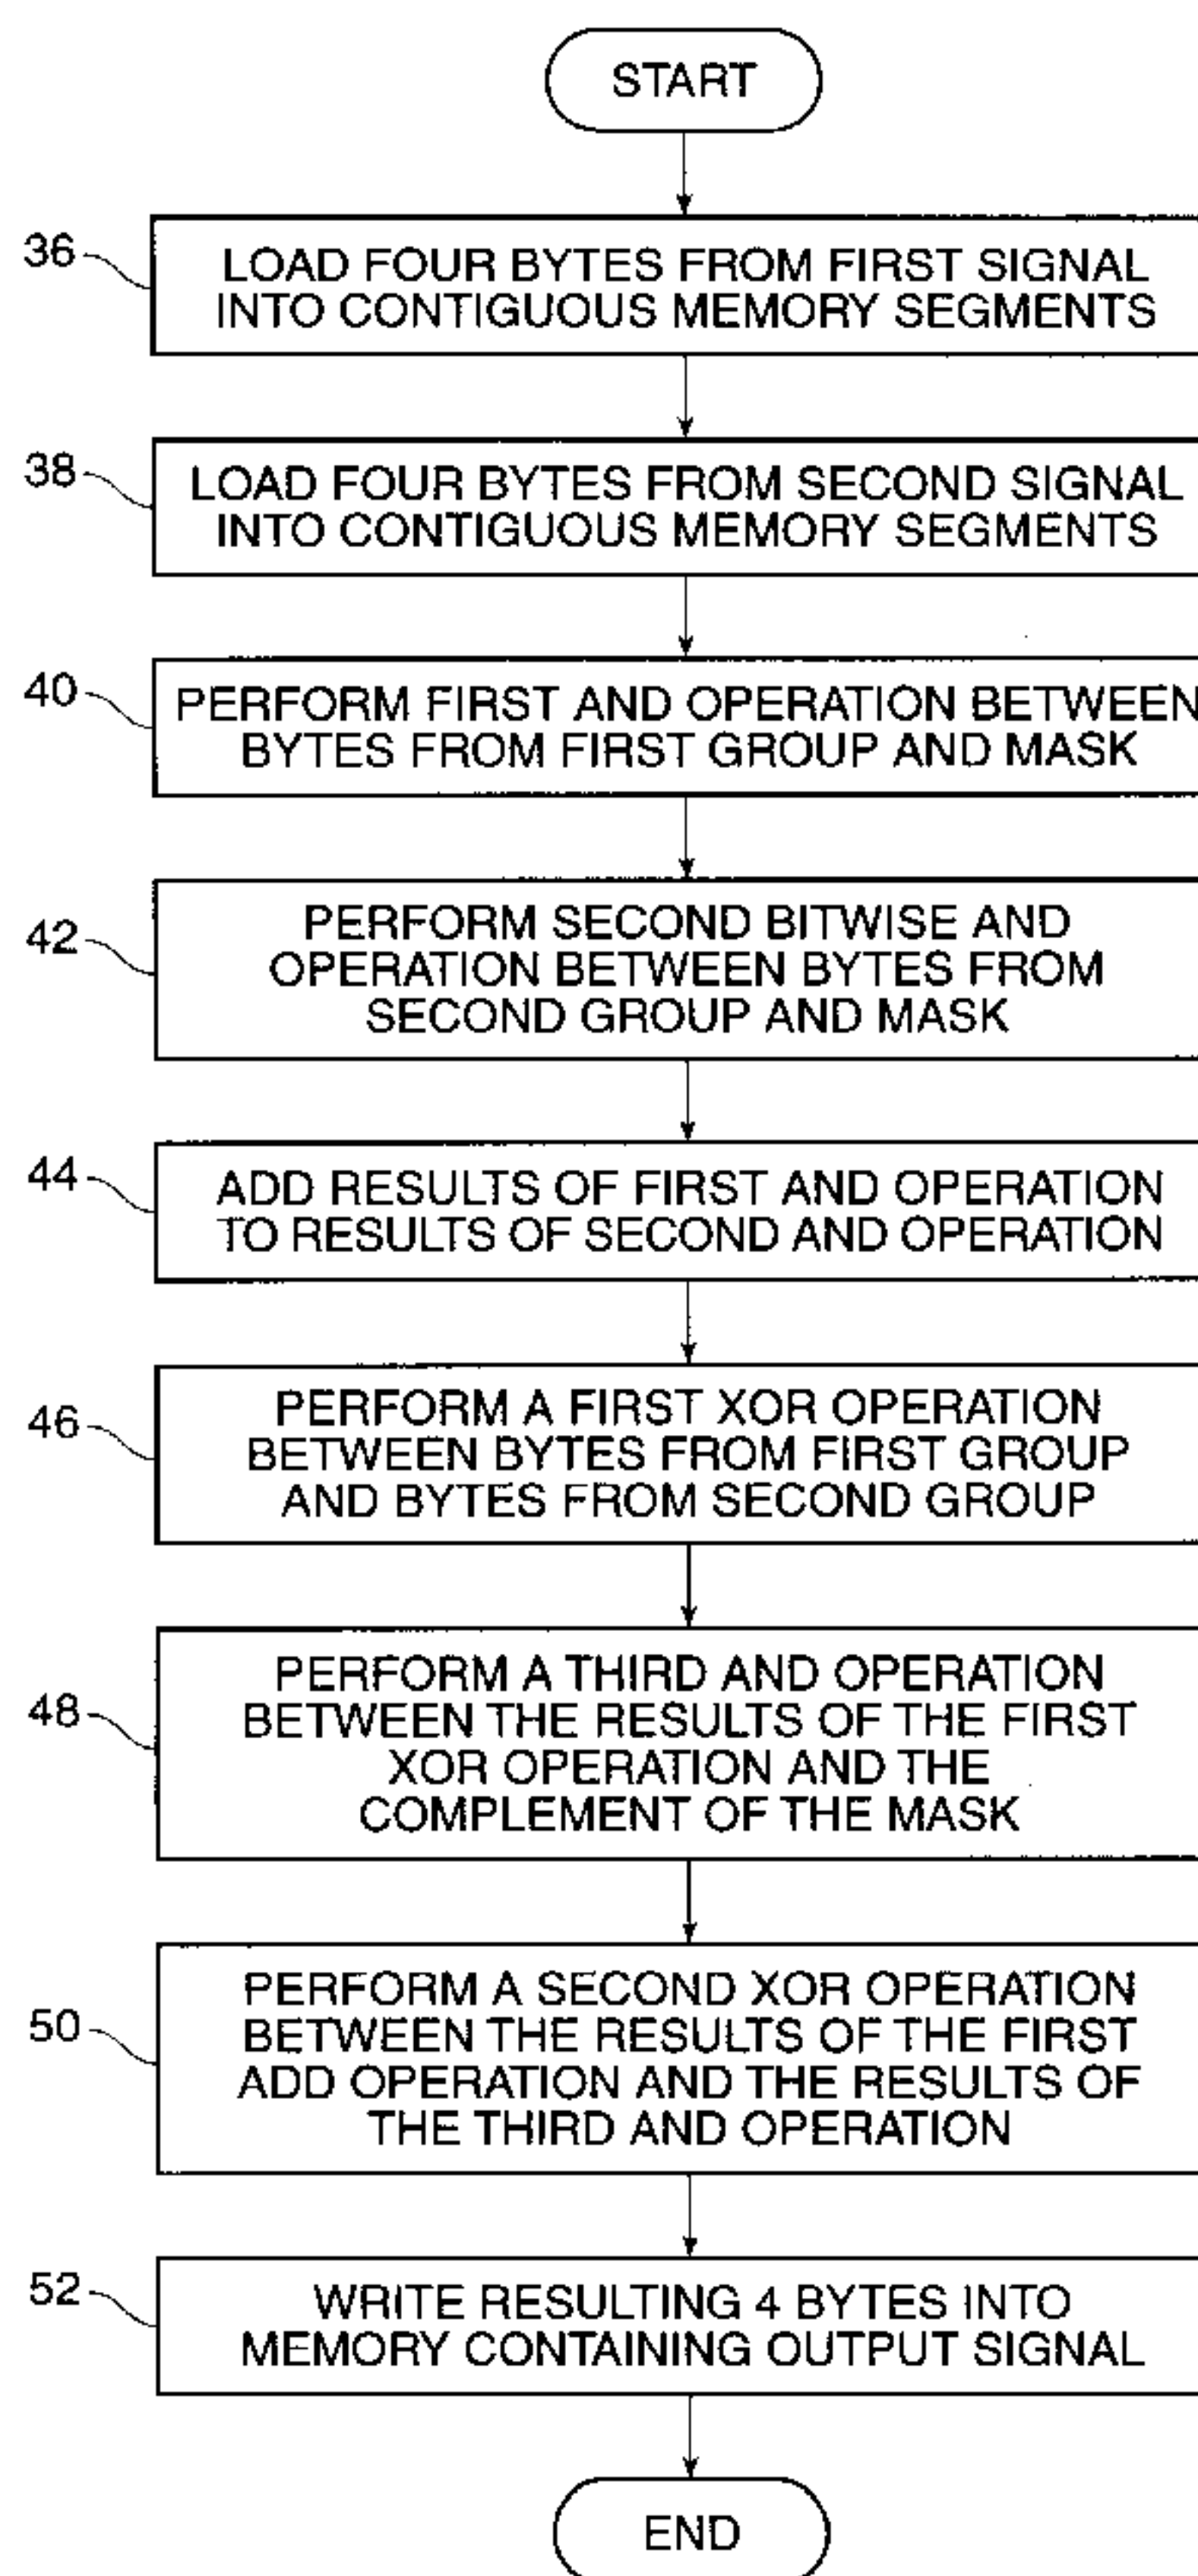 START
36
LOAD FOUR BYTES FROM FIRST SIGNAL
INTO CONTIGUOUS MEMORY SEGMENTS
38
LOAD FOUR BYTES FROM SECOND SIGNAL
INTO CONTIGUOUS MEMORY SEGMENTS
40
PERFORM FIRST AND OPERATION BETWEEN
BYTES FROM FIRST GROUP AND MASK
42
PERFORM SECOND BITWISE AND
OPERATION BETWEEN BYTES FROM
SECOND GROUP AND MASK
44
ADD RESULTS OF FIRST AND OPERATION
TO RESULTS OF SECOND AND OPERATION
46
PERFORM A FIRST XOR OPERATION
BETWEEN BYTES FROM FIRST GROUP
AND BYTES FROM SECOND GROUP
48
PERFORM A THIRD AND OPERATION
BETWEEN THE RESULTS OF THE FIRST
XOR OPERATION AND THE
COMPLEMENT OF THE MASK
50
PERFORM A SECOND XOR OPERATION
BETWEEN THE RESULTS OF THE FIRST
ADD OPERATION AND THE RESULTS OF
THE THIRD AND OPERATION
52
WRITE RESULTING 4 BYTES INTO
MEMORY CONTAINING OUTPUT SIGNAL
END